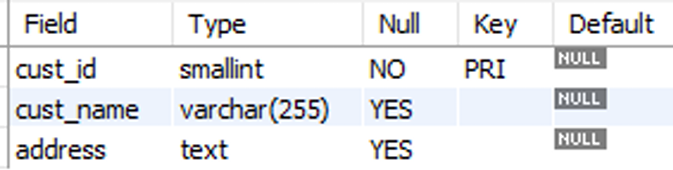 Field Type Null Key Default
cust_id smallint NO PRI NULL
cust_name varchar(255) YES NULL
address text YES NULL